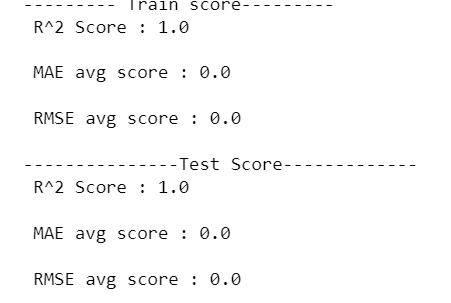 --------- Train score---------
R^2 Score : 1.0
MAE avg score : 0.0
RMSE avg score : 0.0
---------------Test Score-------------
R^2 Score : 1.0
MAE avg score : 0.0
RMSE avg score : 0.0